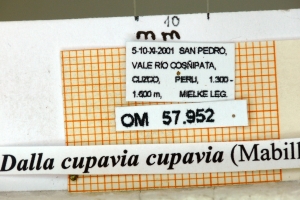 10
mm
5-10-XI-2001 SAN PEDRO,
VALE RÍO COSÑIPATA,
CUZCO, PERU, 1.300-
1.600 m, MIELKE LEG.
OM 57.952
Dalla cupavia cupavia (Mabill